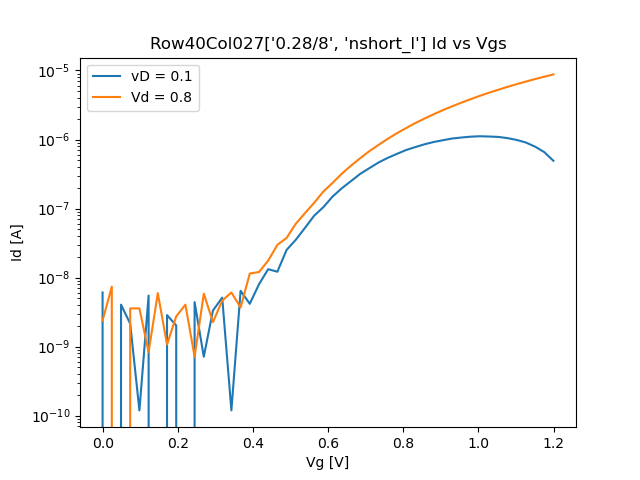 Row40Col027['0.28/8', 'nshort_l'] Id vs Vgs
vD = 0.1
Vd = 0.8
Id [A]
10⁻⁵
10⁻⁶
10⁻⁷
10⁻⁸
10⁻⁹
10⁻¹⁰
0.0 0.2 0.4 0.6 0.8 1.0 1.2
Vg [V]